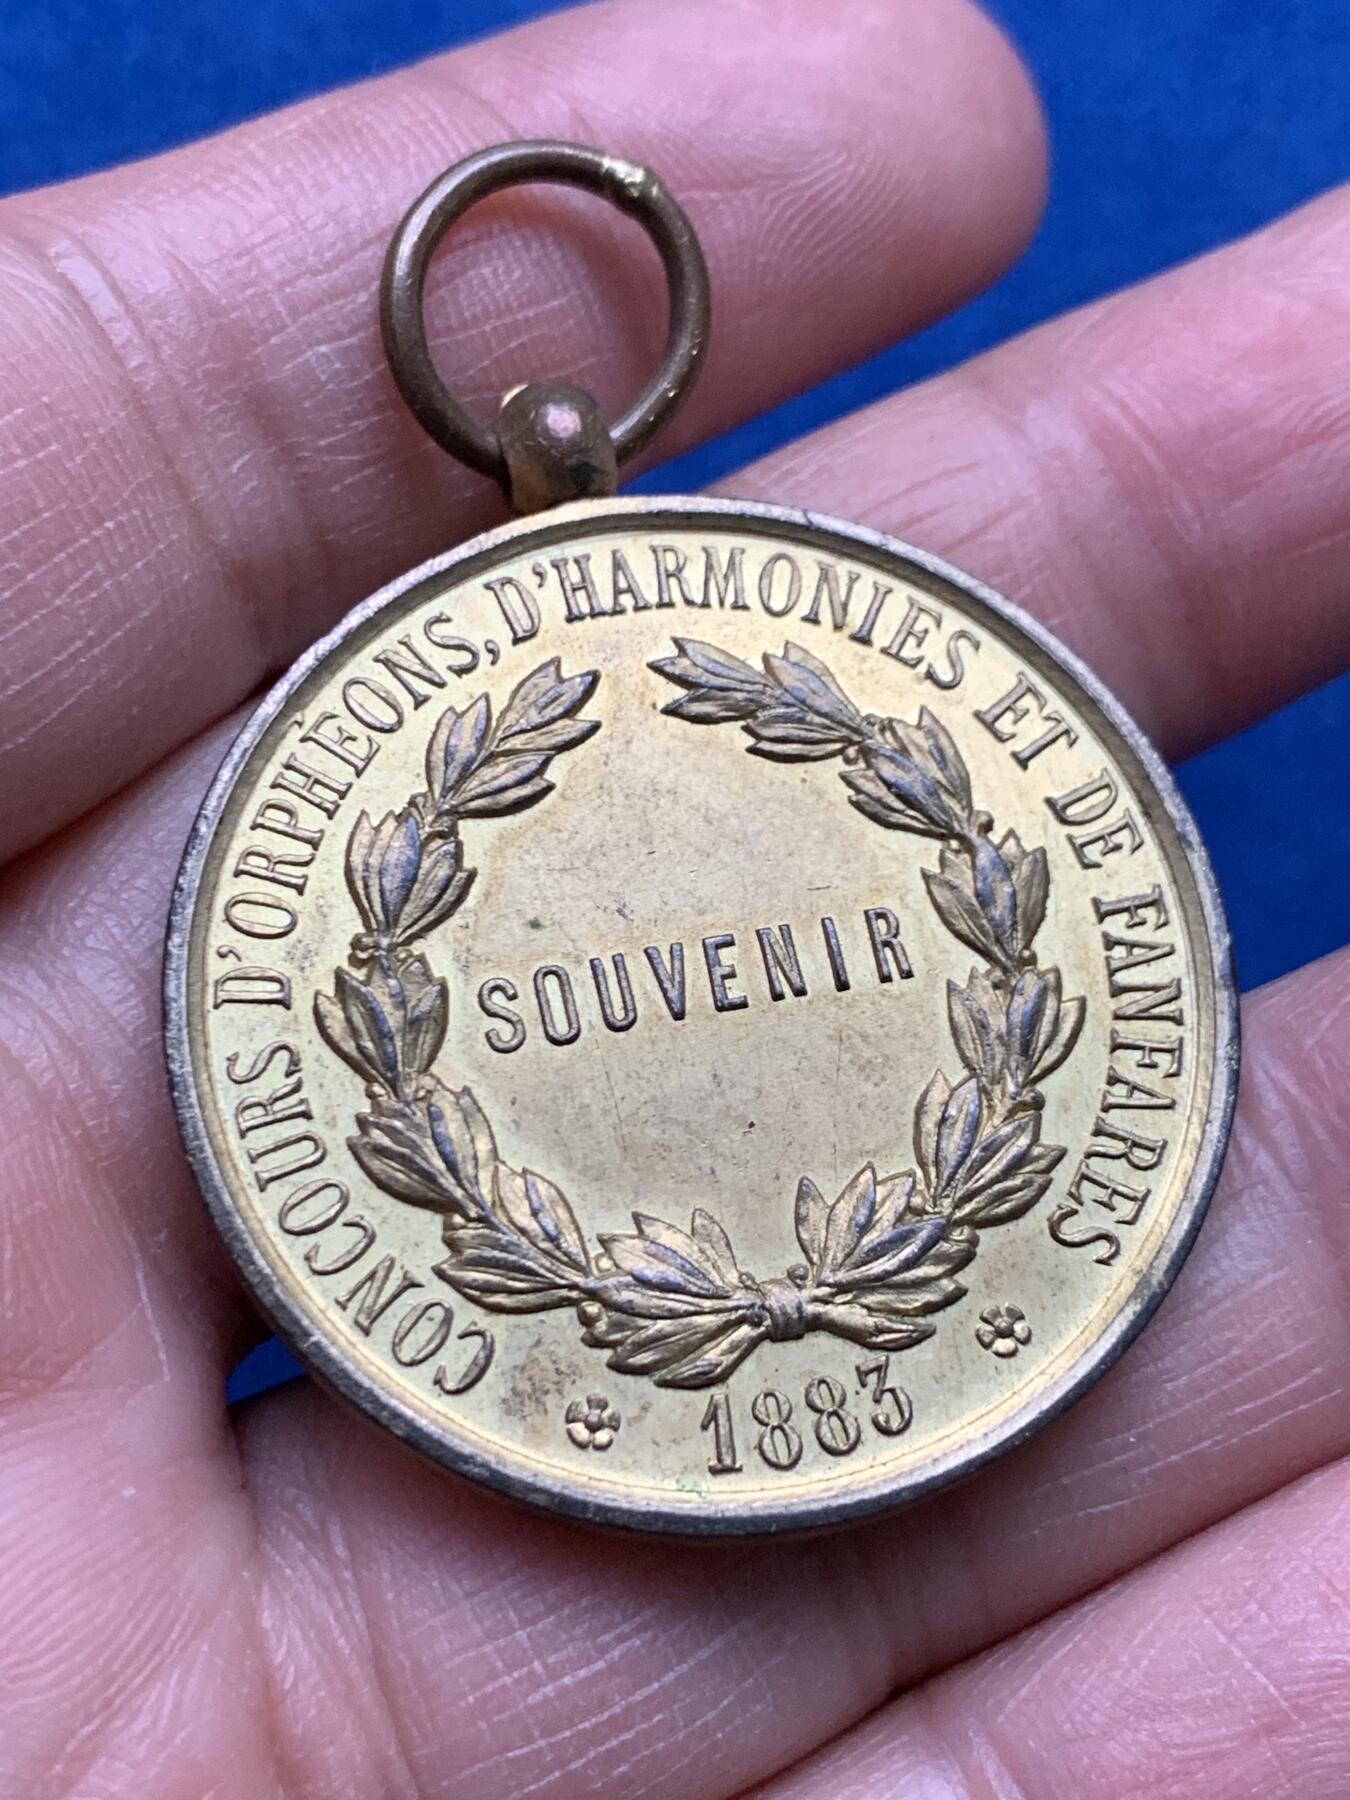 CONCOURS D'ORPHÉONS, D'HARMONIES ET DE FANFARES
SOUVENIR
1883